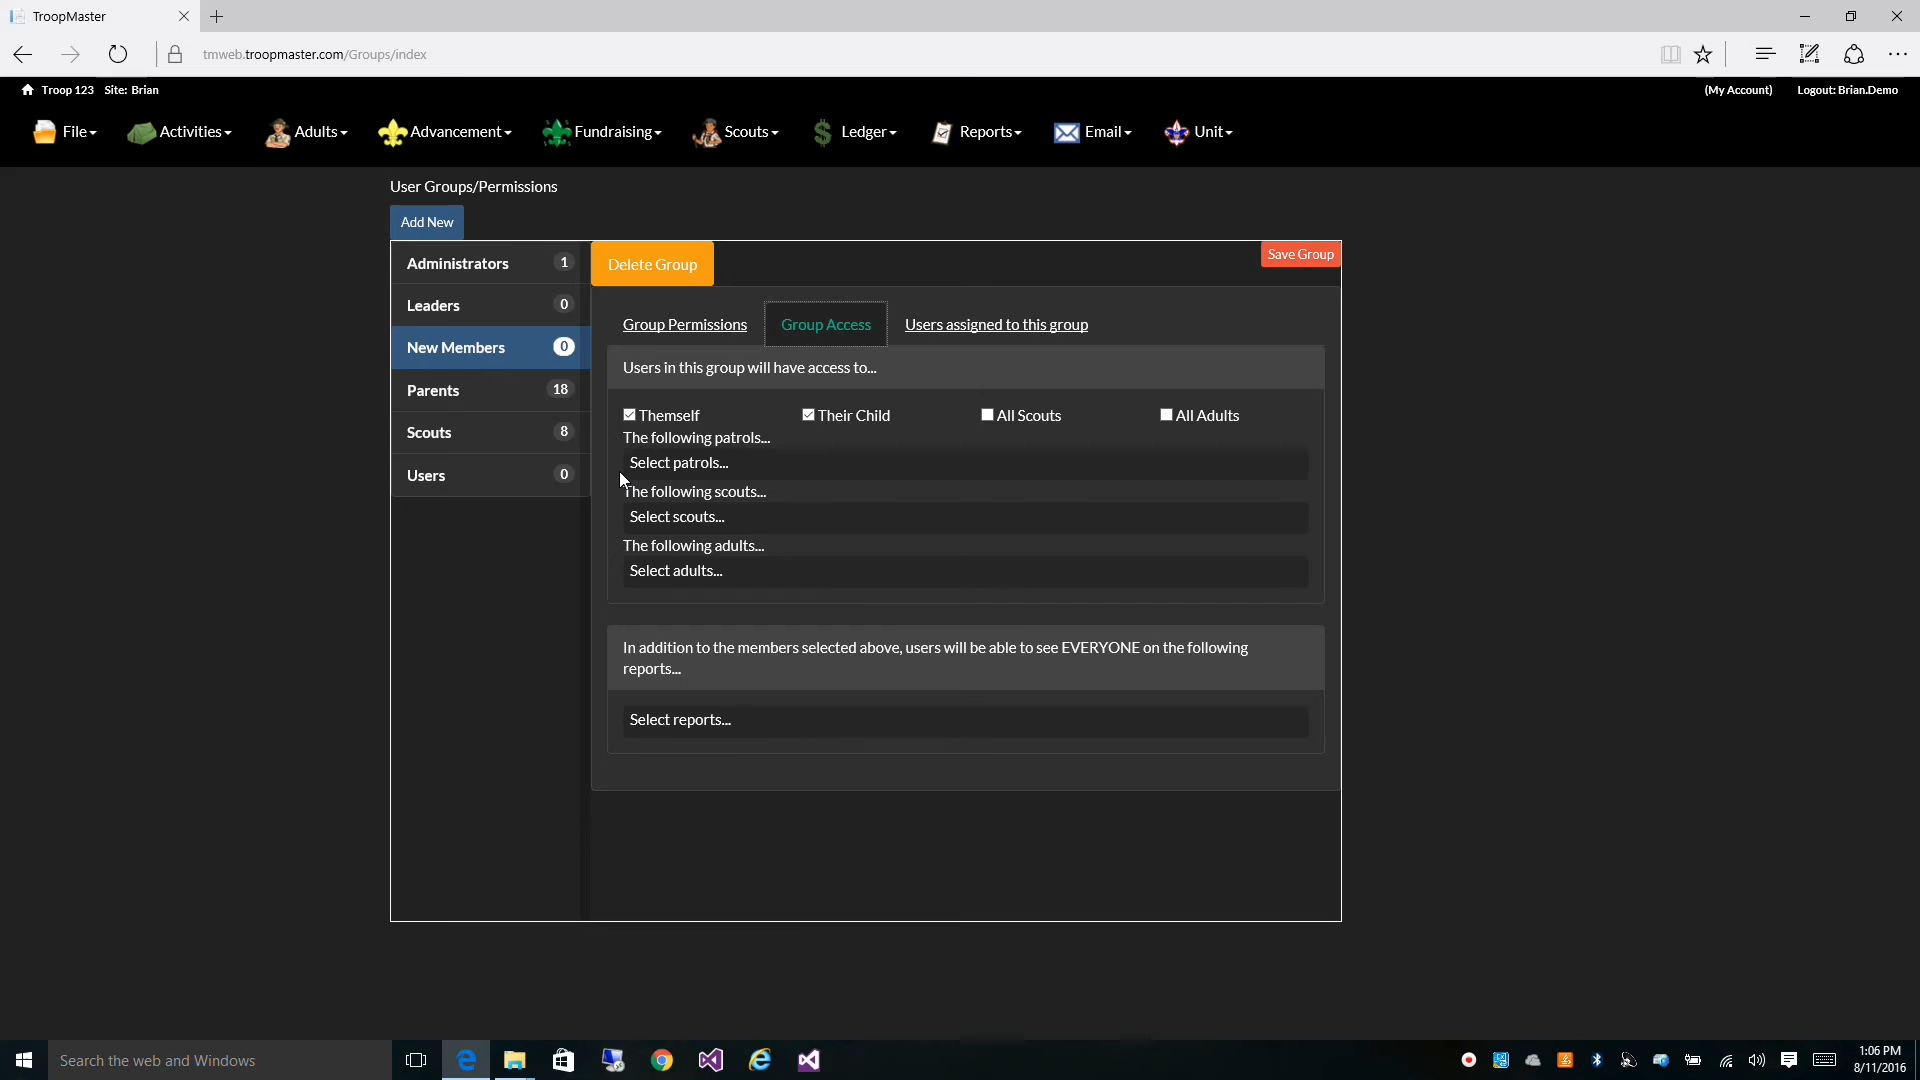 TroopMaster
tmweb.troopmaster.com/Groups/index
Troop 123 Site: Brian (My Account) Logout: Brian.Demo
File Activities Adults Advancement Fundraising Scouts Ledger Reports Email Unit
User Groups/Permissions
Add New
Administrators 1
Leaders 0
New Members 0
Parents 18
Scouts 8
Users 0
Delete Group
Save Group
Group Permissions Group Access Users assigned to this group
Users in this group will have access to...
Themself Their Child All Scouts All Adults
The following patrols...
Select patrols...
The following scouts...
Select scouts...
The following adults...
Select adults...
In addition to the members selected above, users will be able to see EVERYONE on the following
reports...
Select reports...
Search the web and Windows
1:06 PM
8/11/2016